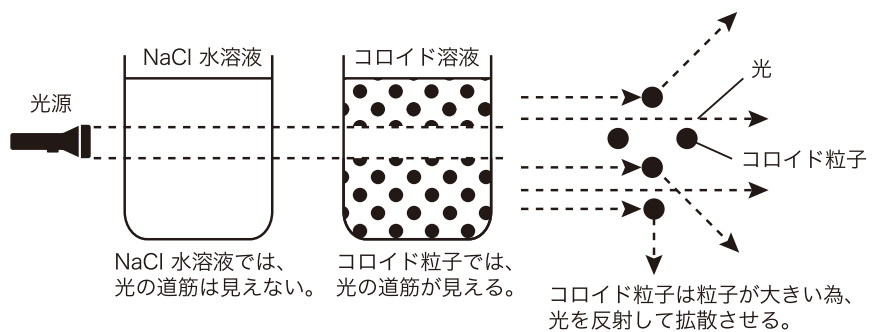 NaCl 水溶液
コロイド溶液
光源
光
コロイド粒子
NaCl 水溶液では、
光の道筋は見えない。
コロイド粒子では、
光の道筋が見える。
コロイド粒子は粒子が大きい為、
光を反射して拡散させる。